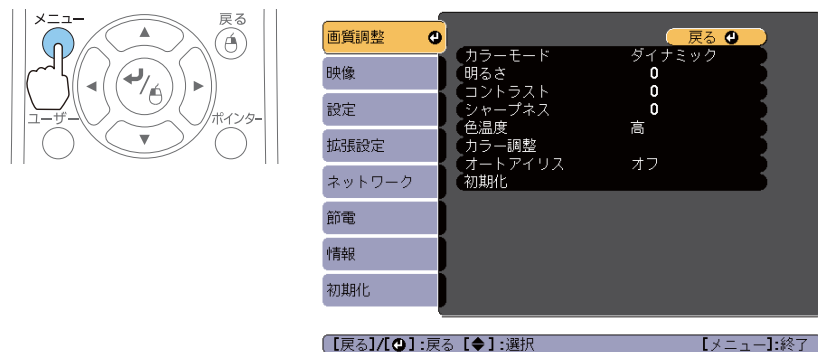 メニュー
戻る
ユーザー
ポインター
画質調整
映像
設定
拡張設定
ネットワーク
節電
情報
初期化
戻る
カラーモード ダイナミック
明るさ 0
コントラスト 0
シャープネス 0
色温度 高
カラー調整
オートアイリス オフ
初期化
[戻る]/[ ]:戻る [ ]:選択 [メニュー]:終了